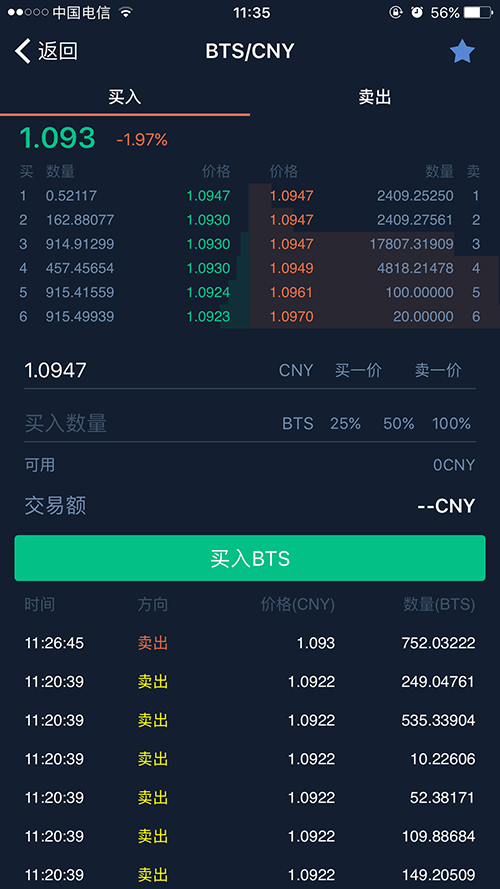 中国电信 11:35 56%
返回 BTS/CNY
买入 卖出
1.093 -1.97%
买 数量 价格 价格 数量 卖
1 0.52117 1.0947 1.0947 2409.25250 1
2 162.88077 1.0930 1.0947 2409.27561 2
3 914.91299 1.0930 1.0947 17807.31909 3
4 457.45654 1.0930 1.0949 4818.21478 4
5 915.41559 1.0924 1.0961 100.00000 5
6 915.49939 1.0923 1.0970 20.00000 6
1.0947 CNY 买一价 卖一价
买入数量 BTS 25% 50% 100%
可用 0CNY
交易额 --CNY
买入BTS
时间 方向 价格(CNY) 数量(BTS)
11:26:45 卖出 1.093 752.03222
11:20:39 卖出 1.0922 249.04761
11:20:39 卖出 1.0922 535.33904
11:20:39 卖出 1.0922 10.22606
11:20:39 卖出 1.0922 52.38171
11:20:39 卖出 1.0922 109.88684
11:20:39 卖出 1.0922 149.20509